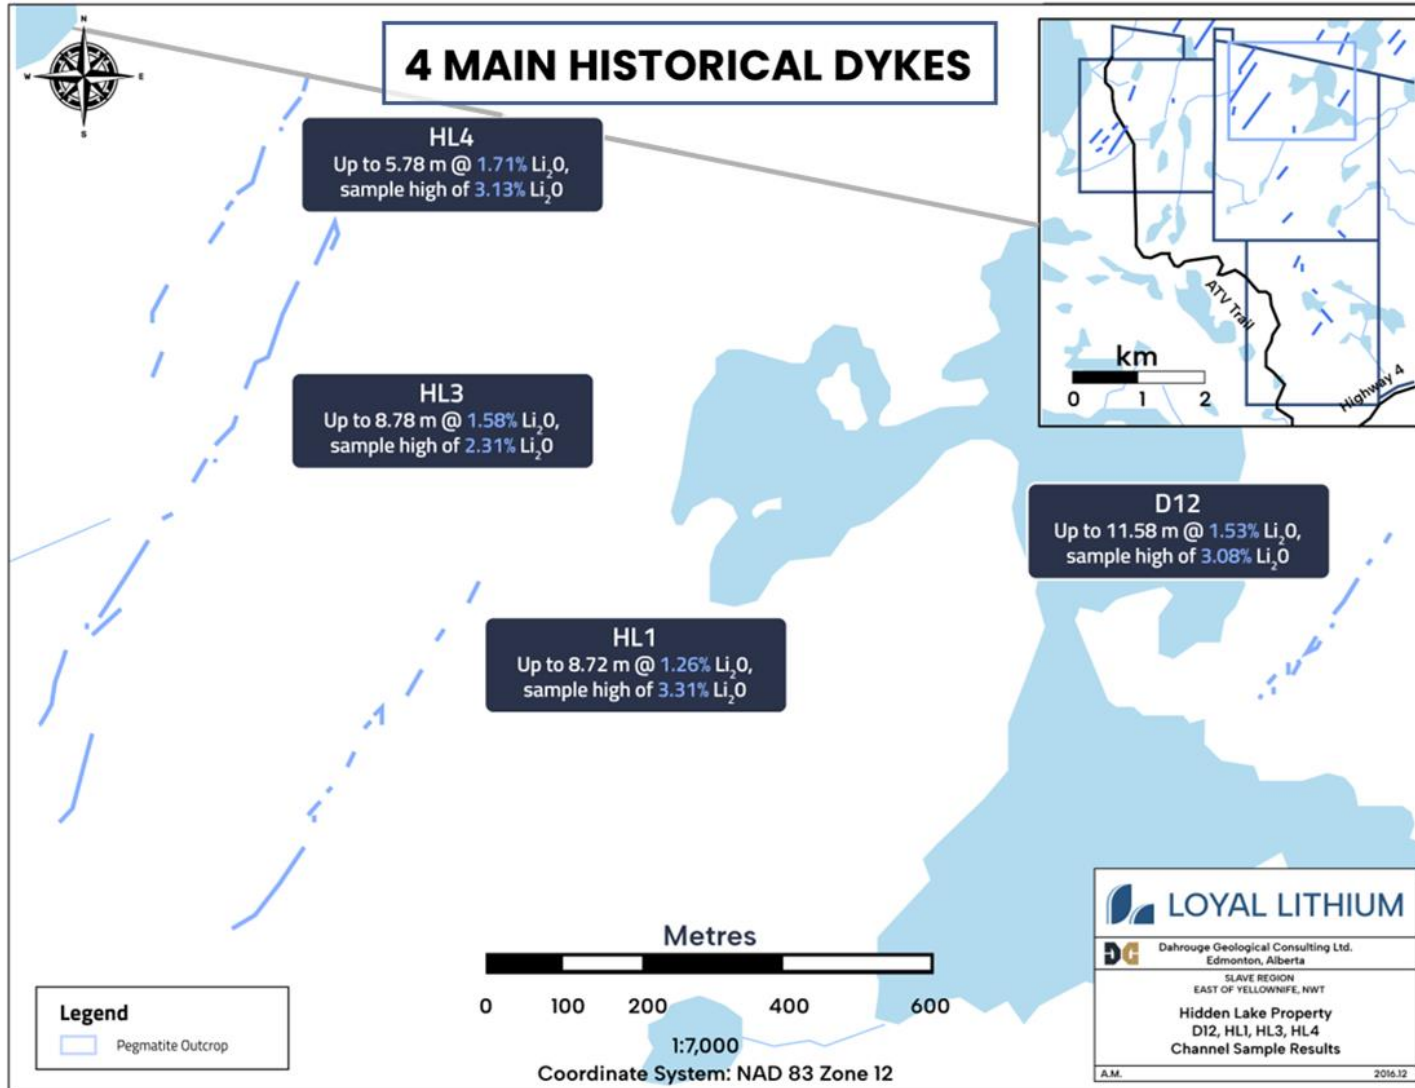 N
W
E
S
4 MAIN HISTORICAL DYKES
HL4
Up to 5.78 m @ 1.71% Li₂O,
sample high of 3.13% Li₂O
HL3
Up to 8.78 m @ 1.58% Li₂O,
sample high of 2.31% Li₂O
HL1
Up to 8.72 m @ 1.26% Li₂O,
sample high of 3.31% Li₂O
D12
Up to 11.58 m @ 1.53% Li₂O,
sample high of 3.08% Li₂O
ATV Trail
Highway 4
km
0 1 2
Legend
Pegmatite Outcrop
Metres
0 100 200 400 600
1:7,000
Coordinate System: NAD 83 Zone 12
LOYAL LITHIUM
DG
Dahrouge Geological Consulting Ltd.
Edmonton, Alberta
SLAVE REGION
EAST OF YELLOWNIFE, NWT
Hidden Lake Property
D12, HL1, HL3, HL4
Channel Sample Results
A.M. 2016.12